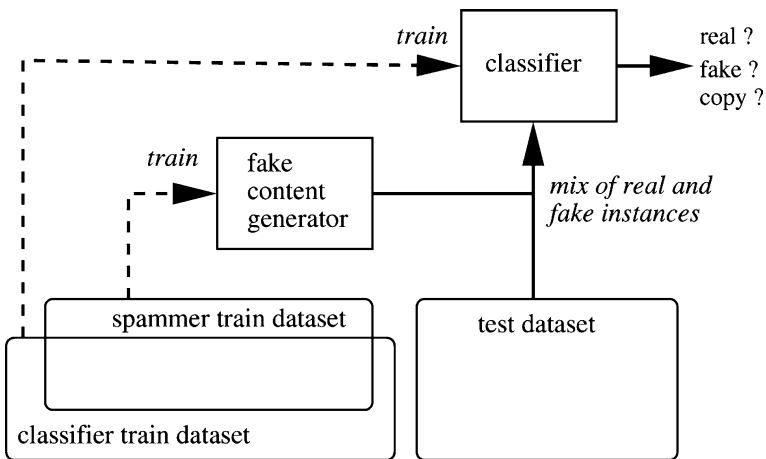 train
classifier
real ?
fake ?
copy ?
train
fake
content
generator
mix of real and
fake instances
spammer train dataset
test dataset
classifier train dataset